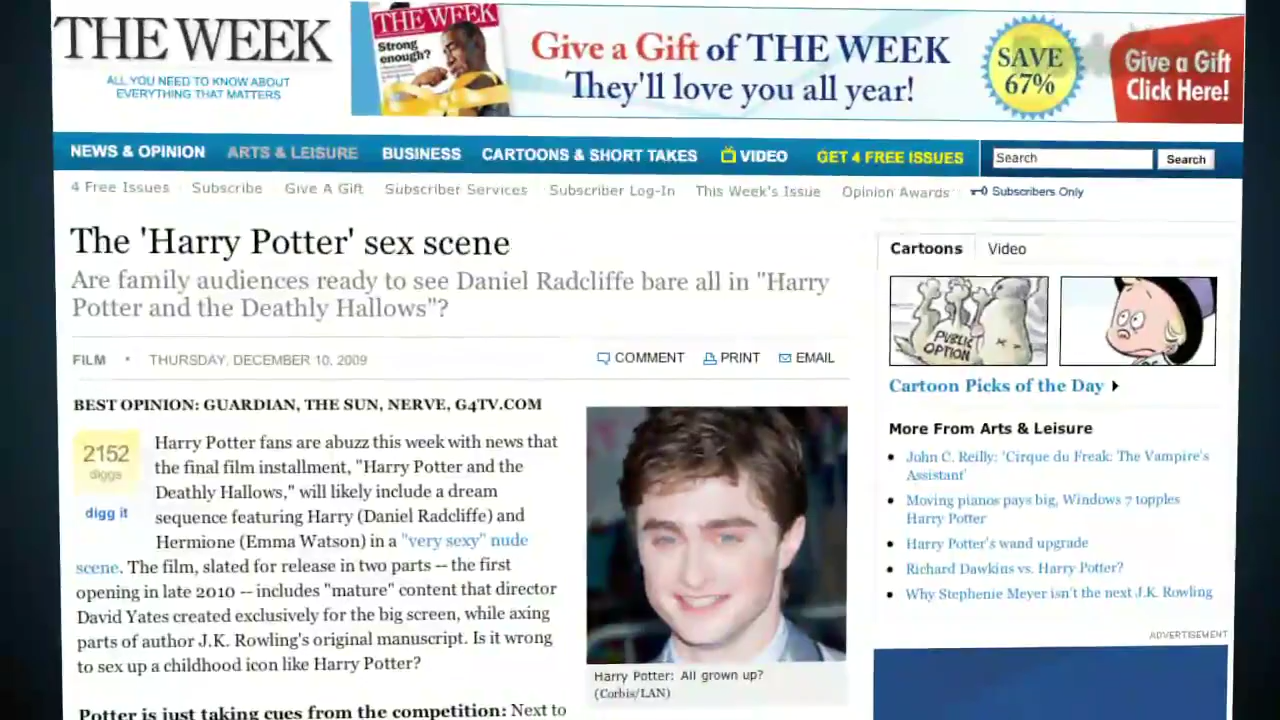 THE WEEK
ALL YOU NEED TO KNOW ABOUT
EVERYTHING THAT MATTERS
THE WEEK
Strong
enough?
Give a Gift of THE WEEK
They'll love you all year!
SAVE
67%
Give a Gift
Click Here!
NEWS & OPINION ARTS & LEISURE BUSINESS CARTOONS & SHORT TAKES VIDEO GET 4 FREE ISSUES Search Search
4 Free Issues Subscribe Give A Gift Subscriber Services Subscriber Log-In This Week's Issue Opinion Awards Subscribers Only
The 'Harry Potter' sex scene
Are family audiences ready to see Daniel Radcliffe bare all in "Harry
Potter and the Deathly Hallows"?
FILM • THURSDAY, DECEMBER 10, 2009
COMMENT PRINT EMAIL
BEST OPINION: GUARDIAN, THE SUN, NERVE, G4TV.COM
2152
diggs
digg it
Harry Potter fans are abuzz this week with news that
the final film installment, "Harry Potter and the
Deathly Hallows," will likely include a dream
sequence featuring Harry (Daniel Radcliffe) and
Hermione (Emma Watson) in a "very sexy" nude
scene. The film, slated for release in two parts -- the first
opening in late 2010 -- includes "mature" content that director
David Yates created exclusively for the big screen, while axing
parts of author J.K. Rowling's original manuscript. Is it wrong
to sex up a childhood icon like Harry Potter?
Potter is just taking cues from the competition: Next to
Harry Potter: All grown up?
(Corbis/LAN)
Cartoons Video
PUBLIC
OPTION
Cartoon Picks of the Day
More From Arts & Leisure
John C. Reilly: 'Cirque du Freak: The Vampire's
Assistant'
Moving pianos pays big, Windows 7 topples
Harry Potter
Harry Potter's wand upgrade
Richard Dawkins vs. Harry Potter?
Why Stephenie Meyer isn't the next J.K. Rowling
ADVERTISEMENT